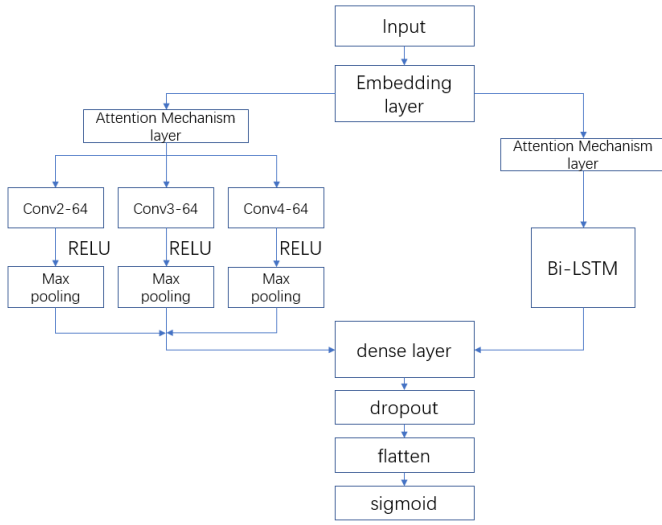 Input
Embedding
layer
Attention Mechanism
layer
Attention Mechanism
layer
Conv2-64
Conv3-64
Conv4-64
RELU
RELU
RELU
Max
pooling
Max
pooling
Max
pooling
Bi-LSTM
dense layer
dropout
flatten
sigmoid